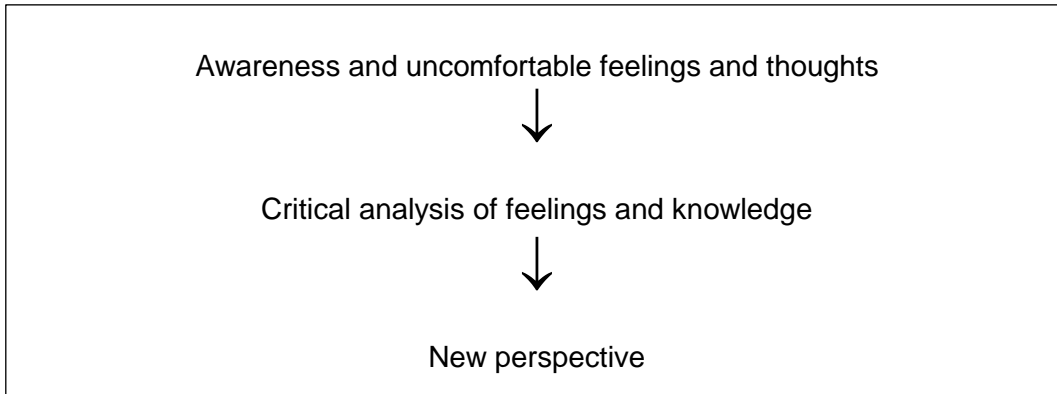 Awareness and uncomfortable feelings and thoughts
Critical analysis of feelings and knowledge
New perspective